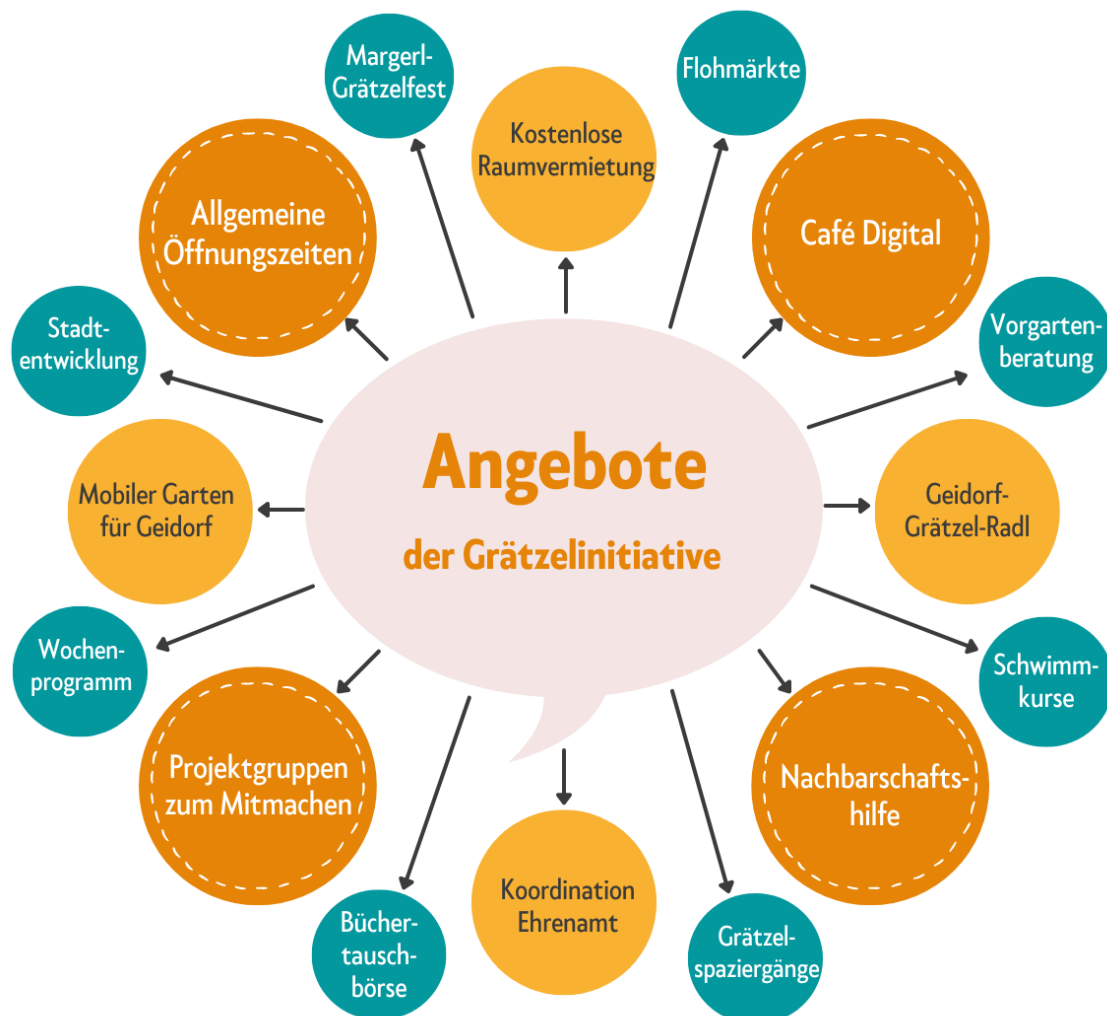 Angebote
der Grätzelinitiative
Margerl-
Grätzelfest
Kostenlose
Raumvermietung
Flohmärkte
Allgemeine
Öffnungszeiten
Café Digital
Stadt-
entwicklung
Vorgarten-
beratung
Mobiler Garten
für Geidorf
Geidorf-
Grätzel-Radl
Wochen-
programm
Schwimm-
kurse
Projektgruppen
zum Mitmachen
Nachbarschafts-
hilfe
Bücher-
tausch-
börse
Koordination
Ehrenamt
Grätzel-
spaziergänge